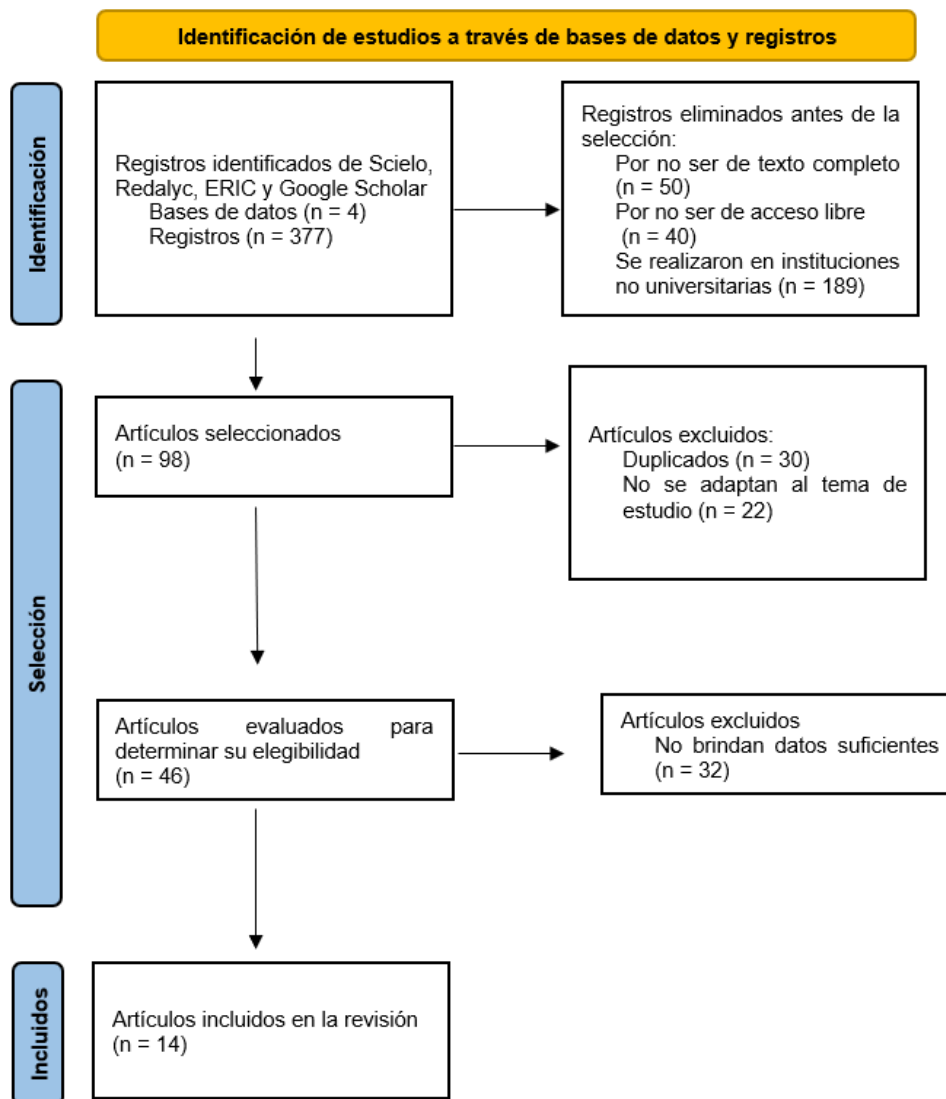 Identificación de estudios a través de bases de datos y registros
Identificación
Registros identificados de Scielo,
Redalyc, ERIC y Google Scholar
Bases de datos (n = 4)
Registros (n = 377)
Registros eliminados antes de la
selección:
Por no ser de texto completo
(n = 50)
Por no ser de acceso libre
(n = 40)
Se realizaron en instituciones
no universitarias (n = 189)
Selección
Artículos seleccionados
(n = 98)
Artículos excluidos:
Duplicados (n = 30)
No se adaptan al tema de
estudio (n = 22)
Artículos evaluados para
determinar su elegibilidad
(n = 46)
Artículos excluidos
No brindan datos suficientes
(n = 32)
Incluidos
Artículos incluidos en la revisión
(n = 14)